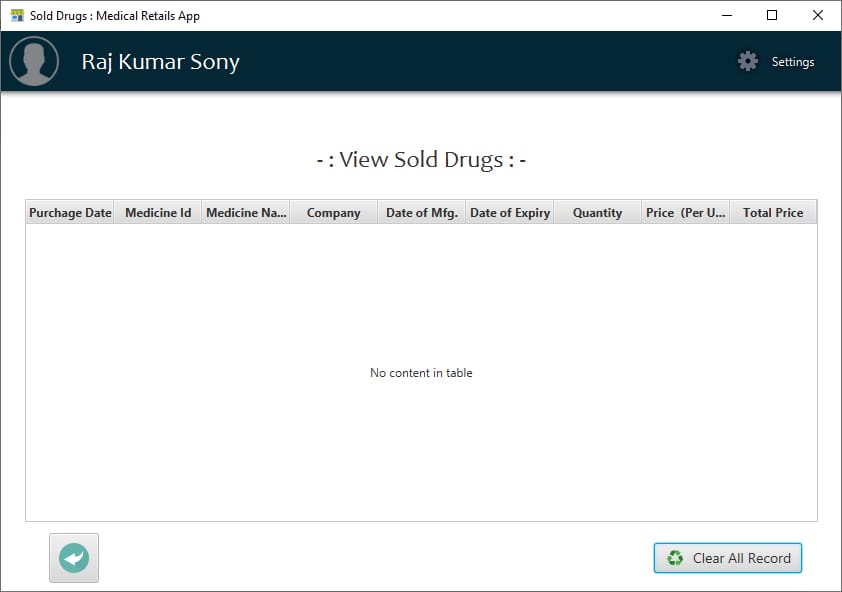 Sold Drugs : Medical Retails App
Raj Kumar Sony
Settings
- : View Sold Drugs : -
Purchage Date Medicine Id Medicine Na... Company Date of Mfg. Date of Expiry Quantity Price (Per U... Total Price
No content in table
Clear All Record